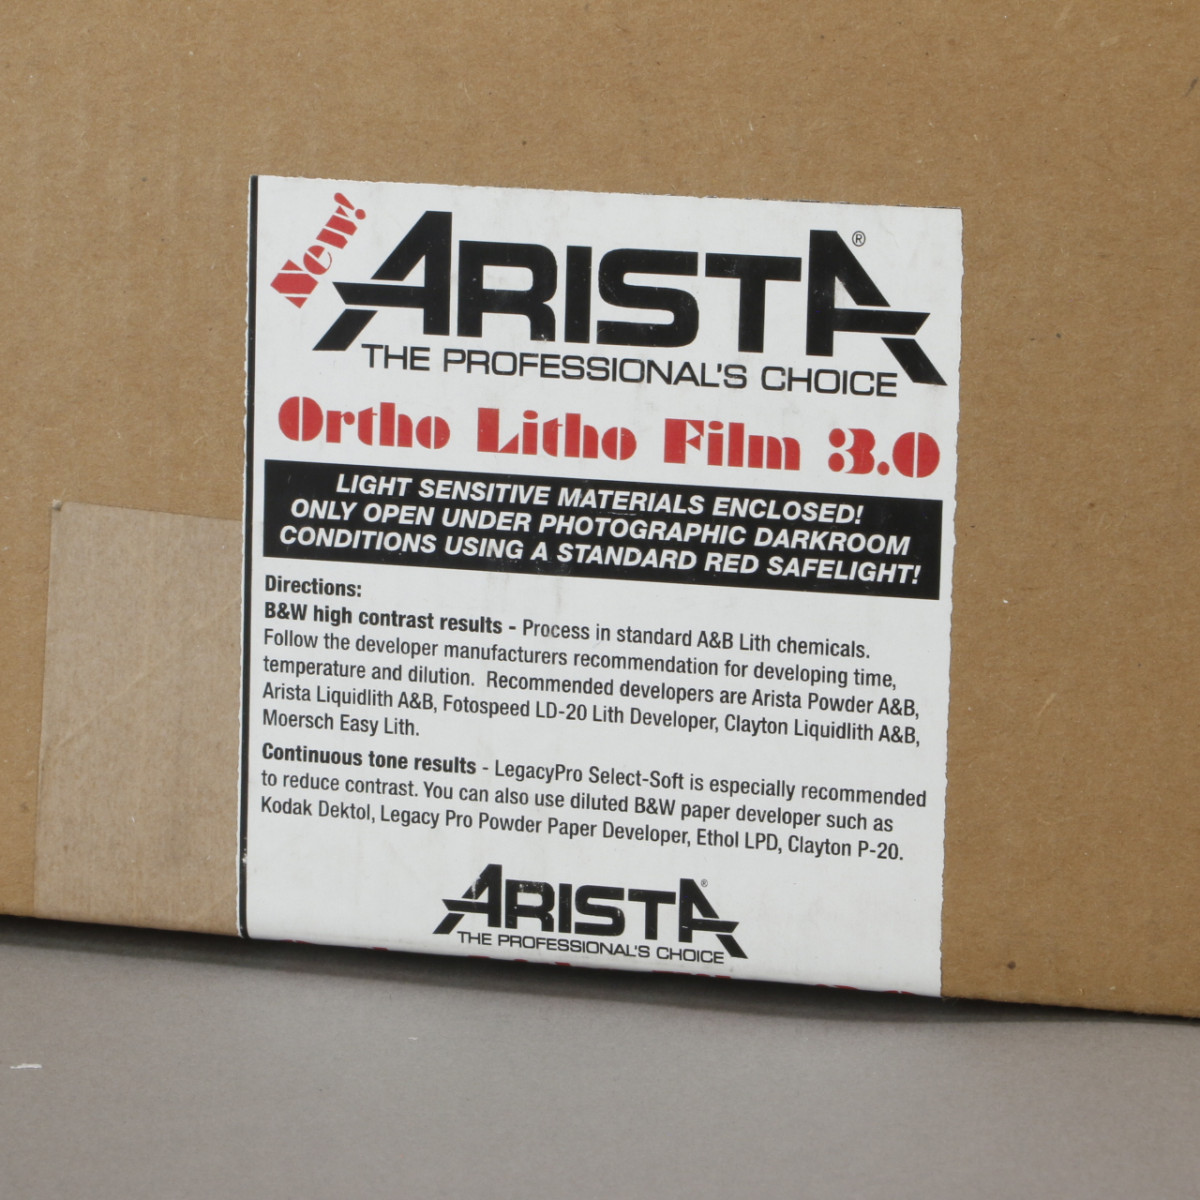 New!
ARISTA®
THE PROFESSIONAL'S CHOICE
Ortho Litho Film 3.0
LIGHT SENSITIVE MATERIALS ENCLOSED!
ONLY OPEN UNDER PHOTOGRAPHIC DARKROOM
CONDITIONS USING A STANDARD RED SAFELIGHT!
Directions:
B&W high contrast results - Process in standard A&B Lith chemicals.
Follow the developer manufacturers recommendation for developing time,
temperature and dilution. Recommended developers are Arista Powder A&B,
Arista Liquidlith A&B, Fotospeed LD-20 Lith Developer, Clayton Liquidlith A&B,
Moersch Easy Lith.
Continuous tone results - LegacyPro Select-Soft is especially recommended
to reduce contrast. You can also use diluted B&W paper developer such as
Kodak Dektol, Legacy Pro Powder Paper Developer, Ethol LPD, Clayton P-20.
ARISTA®
THE PROFESSIONAL'S CHOICE